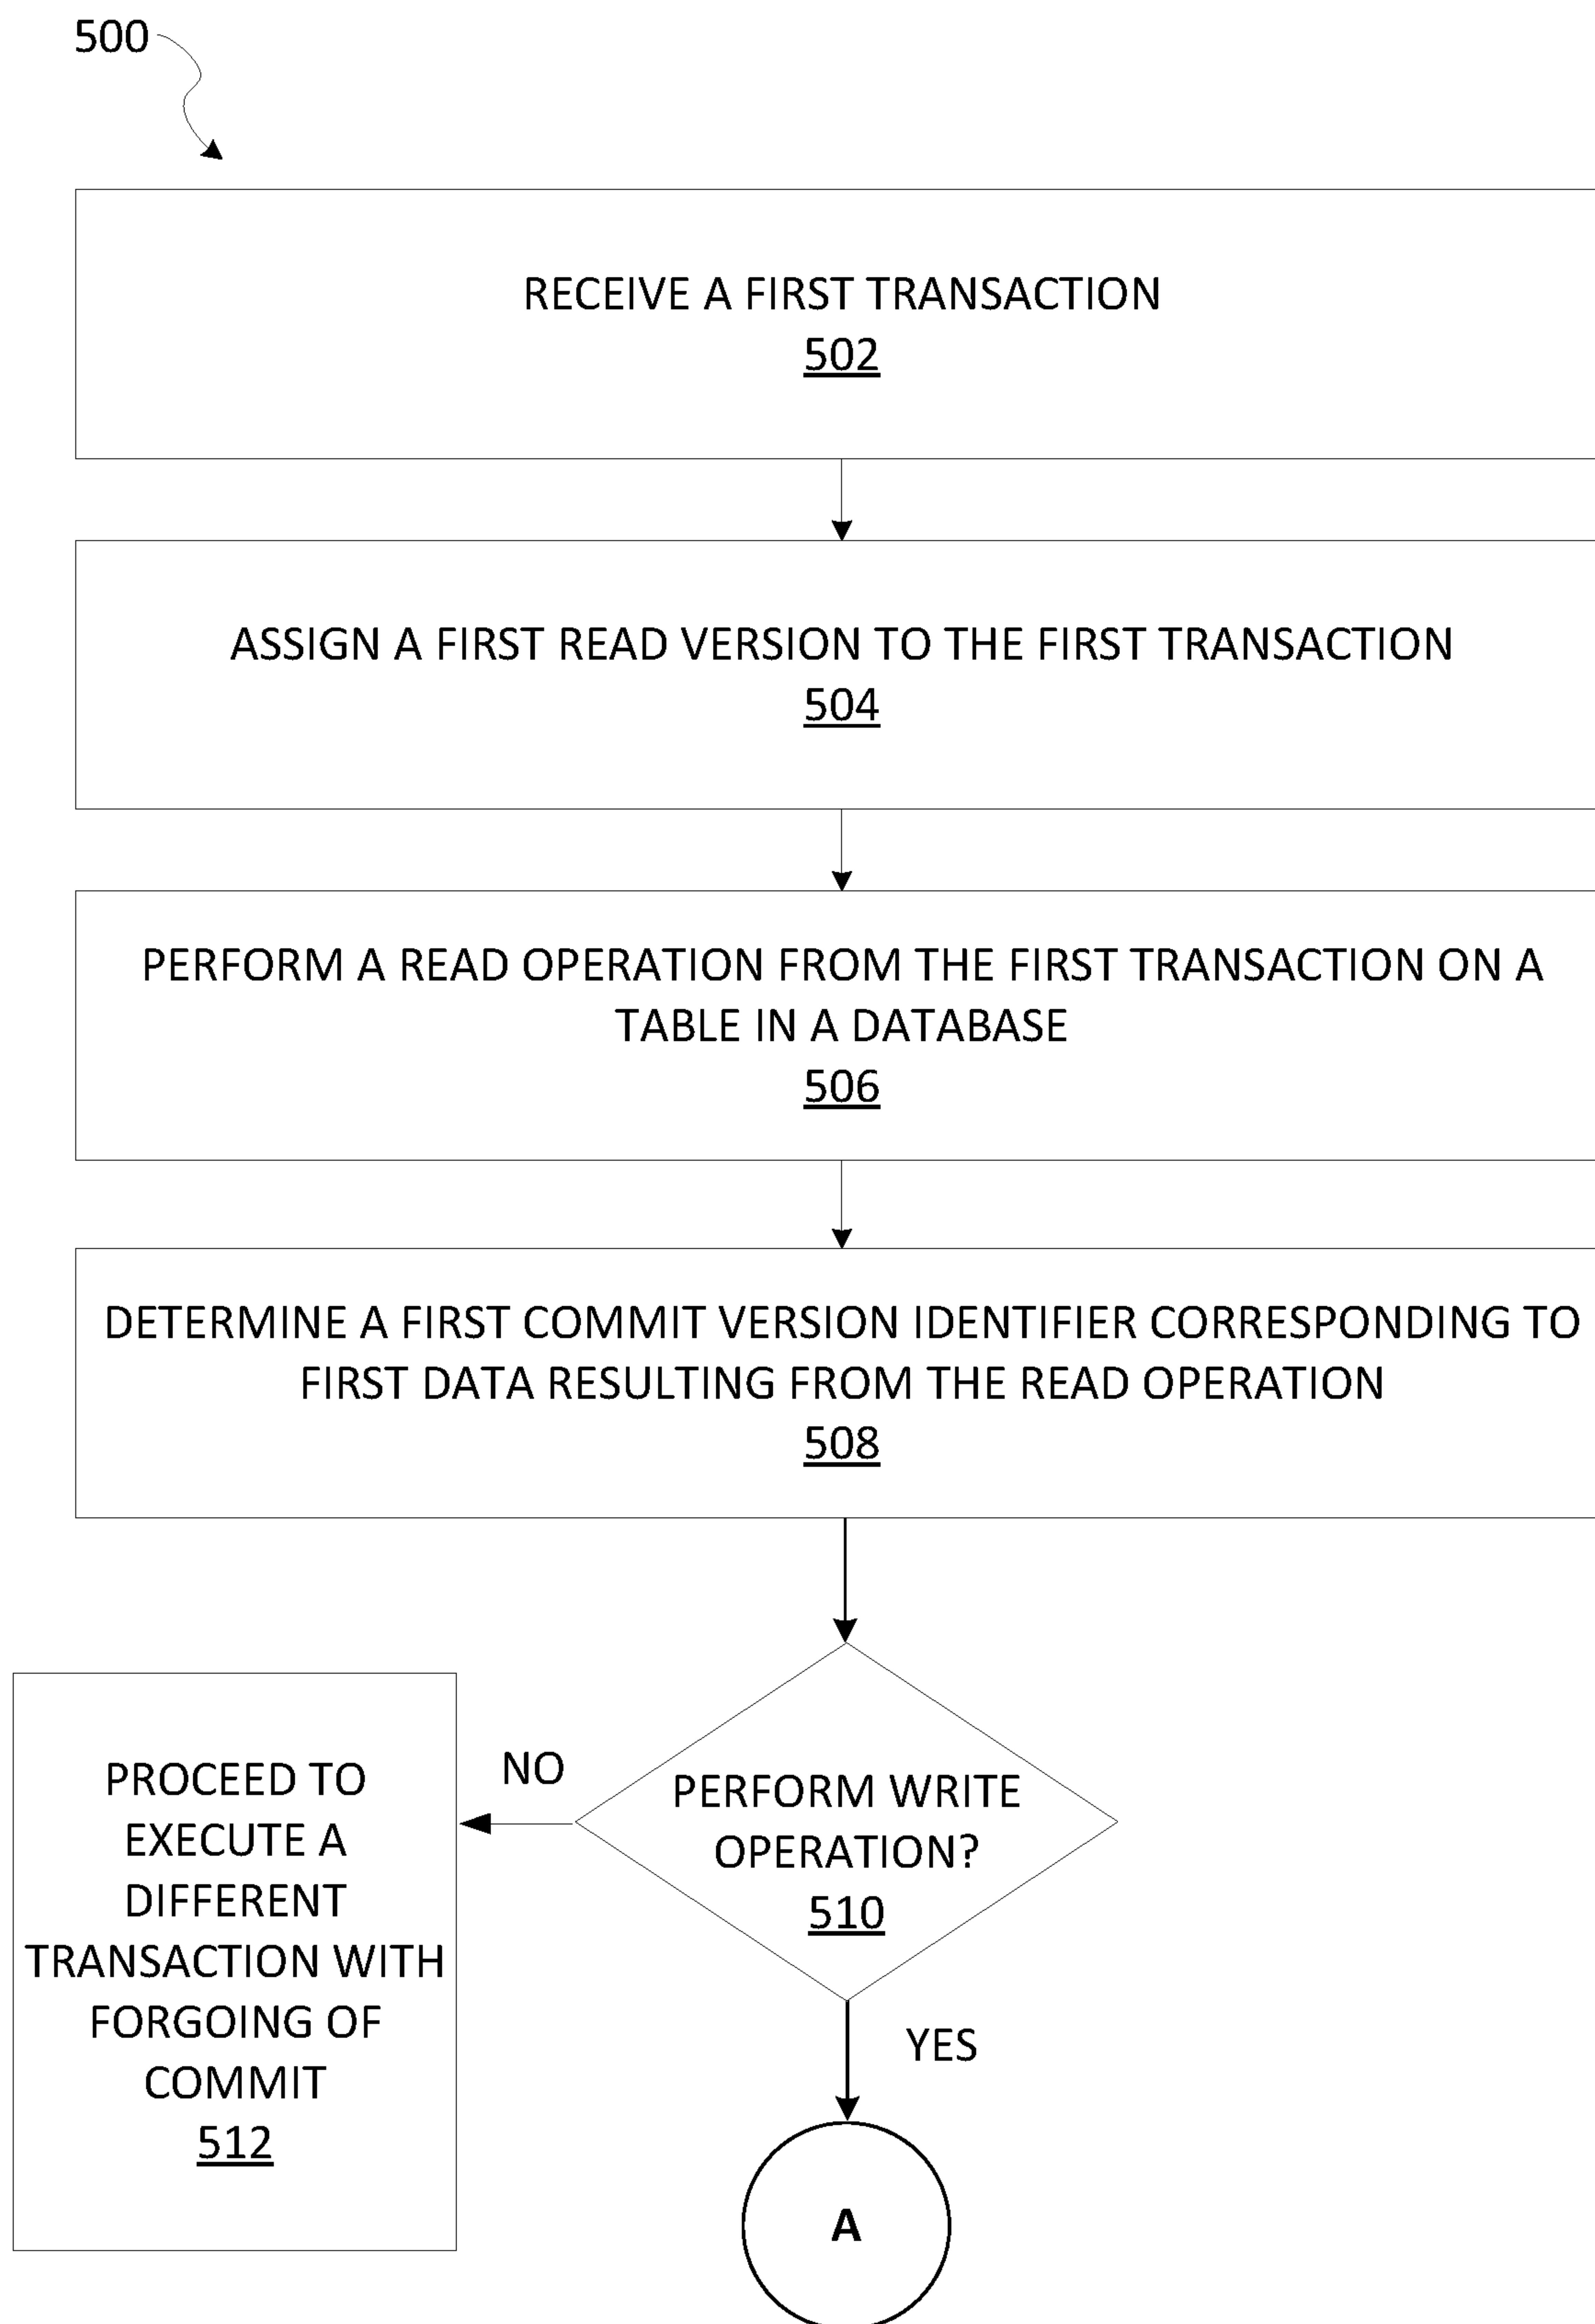 500
RECEIVE A FIRST TRANSACTION
502
ASSIGN A FIRST READ VERSION TO THE FIRST TRANSACTION
504
PERFORM A READ OPERATION FROM THE FIRST TRANSACTION ON A
TABLE IN A DATABASE
506
DETERMINE A FIRST COMMIT VERSION IDENTIFIER CORRESPONDING TO
FIRST DATA RESULTING FROM THE READ OPERATION
508
PERFORM WRITE
OPERATION?
510
NO
PROCEED TO
EXECUTE A
DIFFERENT
TRANSACTION WITH
FORGOING OF
COMMIT
512
YES
A